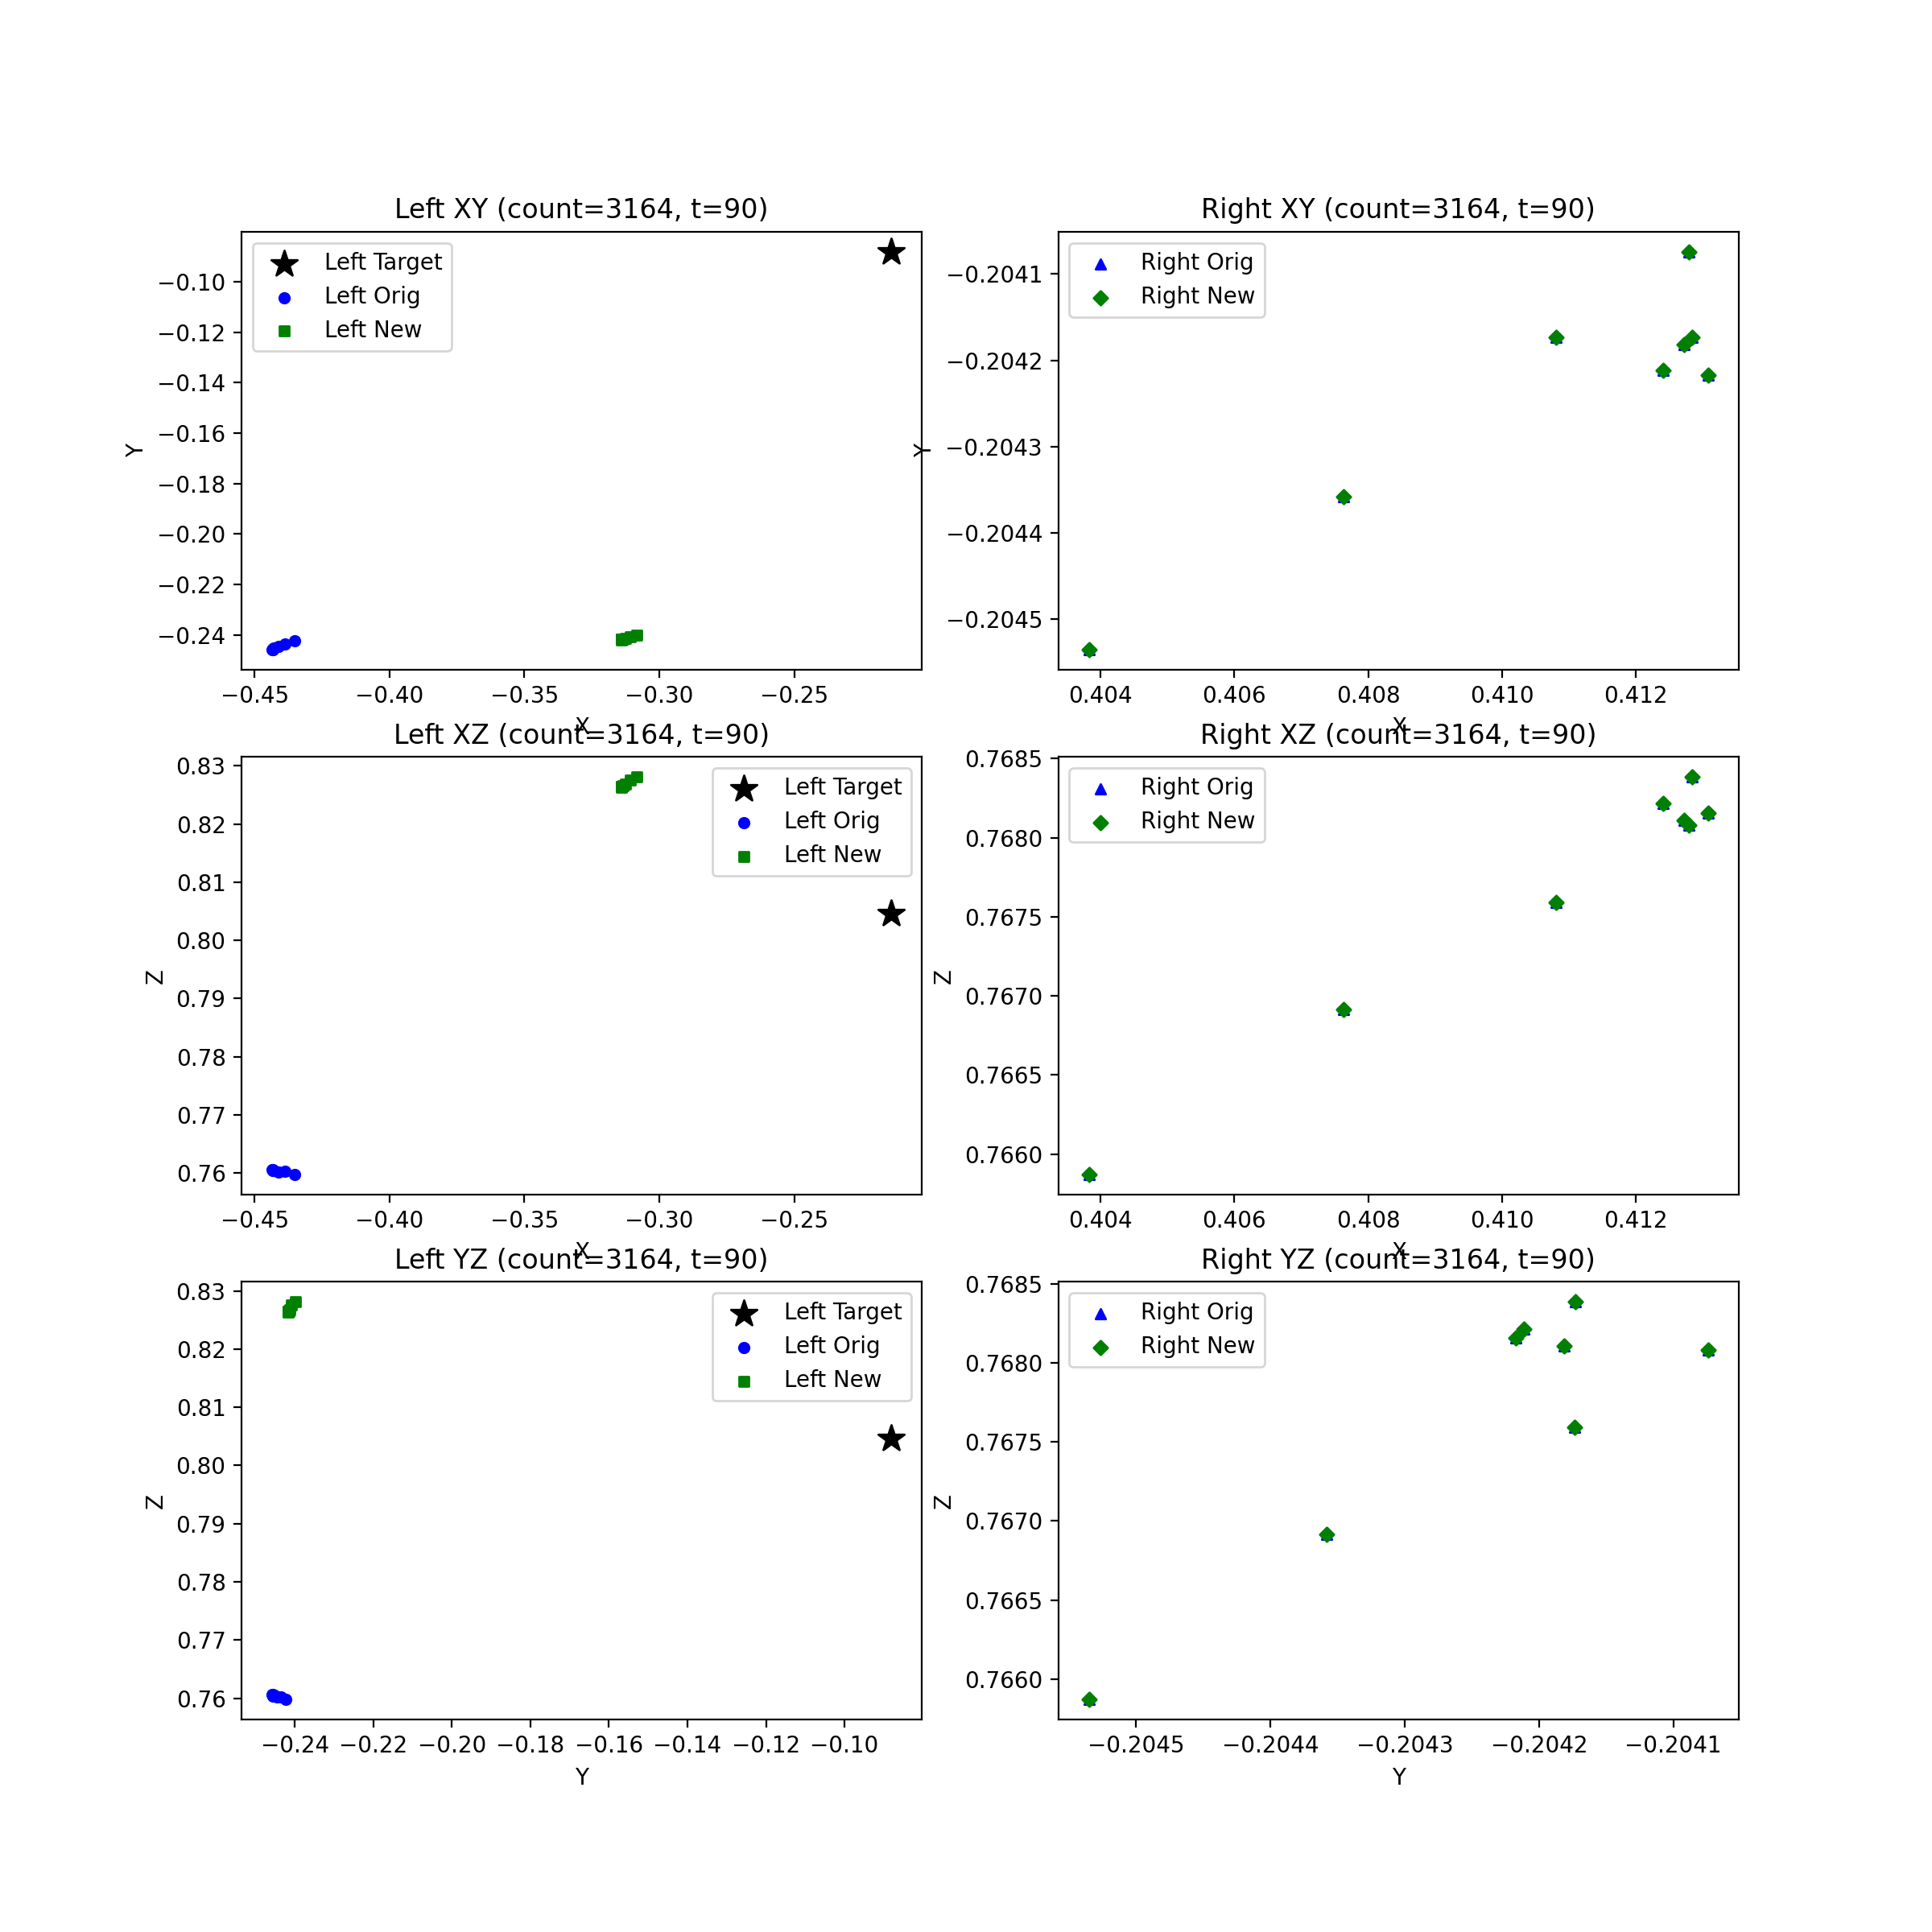 Left XY (count=3164, t=90)
Left Target
Left Orig
Left New
−0.10
−0.12
−0.14
−0.16
−0.18
−0.20
−0.22
−0.24
Y
−0.45 −0.40 −0.35 −0.30 −0.25
X
Right XY (count=3164, t=90)
Right Orig
Right New
−0.2041
−0.2042
−0.2043
−0.2044
−0.2045
Y
0.404 0.406 0.408 0.410 0.412
X
Left XZ (count=3164, t=90)
Left Target
Left Orig
Left New
0.83
0.82
0.81
0.80
0.79
0.78
0.77
0.76
Z
−0.45 −0.40 −0.35 −0.30 −0.25
X
Right XZ (count=3164, t=90)
Right Orig
Right New
0.7685
0.7680
0.7675
0.7670
0.7665
0.7660
Z
0.404 0.406 0.408 0.410 0.412
X
Left YZ (count=3164, t=90)
Left Target
Left Orig
Left New
0.83
0.82
0.81
0.80
0.79
0.78
0.77
0.76
Z
−0.24 −0.22 −0.20 −0.18 −0.16 −0.14 −0.12 −0.10
Y
Right YZ (count=3164, t=90)
Right Orig
Right New
0.7685
0.7680
0.7675
0.7670
0.7665
0.7660
Z
−0.2045 −0.2044 −0.2043 −0.2042 −0.2041
Y